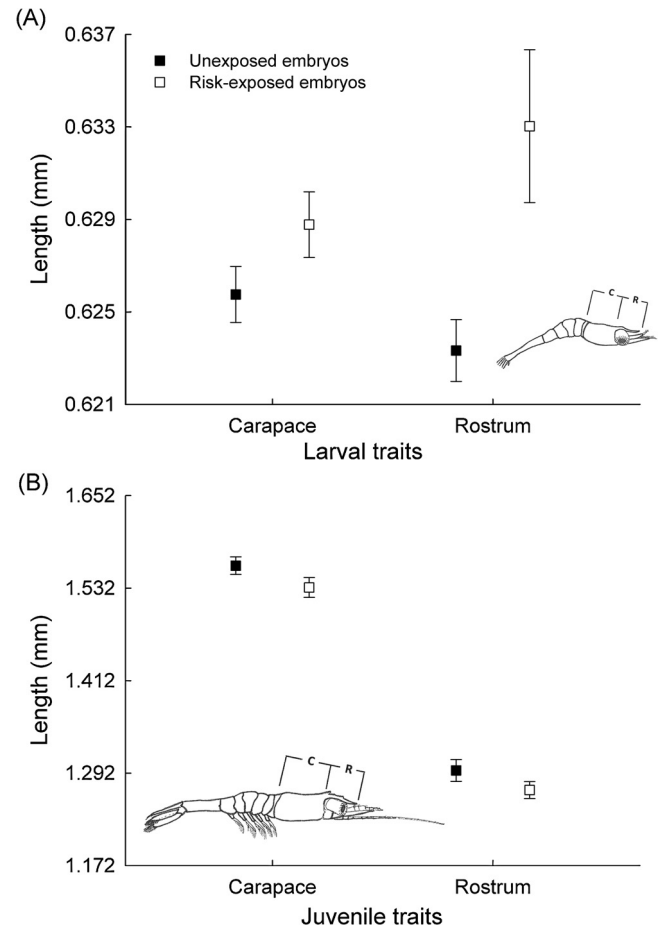 (A)
0.637
Unexposed embryos
Risk-exposed embryos
0.633
0.629
0.625
0.621
Length (mm)
C
R
Carapace
Rostrum
Larval traits
(B)
1.652
1.532
1.412
1.292
1.172
Length (mm)
C
R
Carapace
Rostrum
Juvenile traits